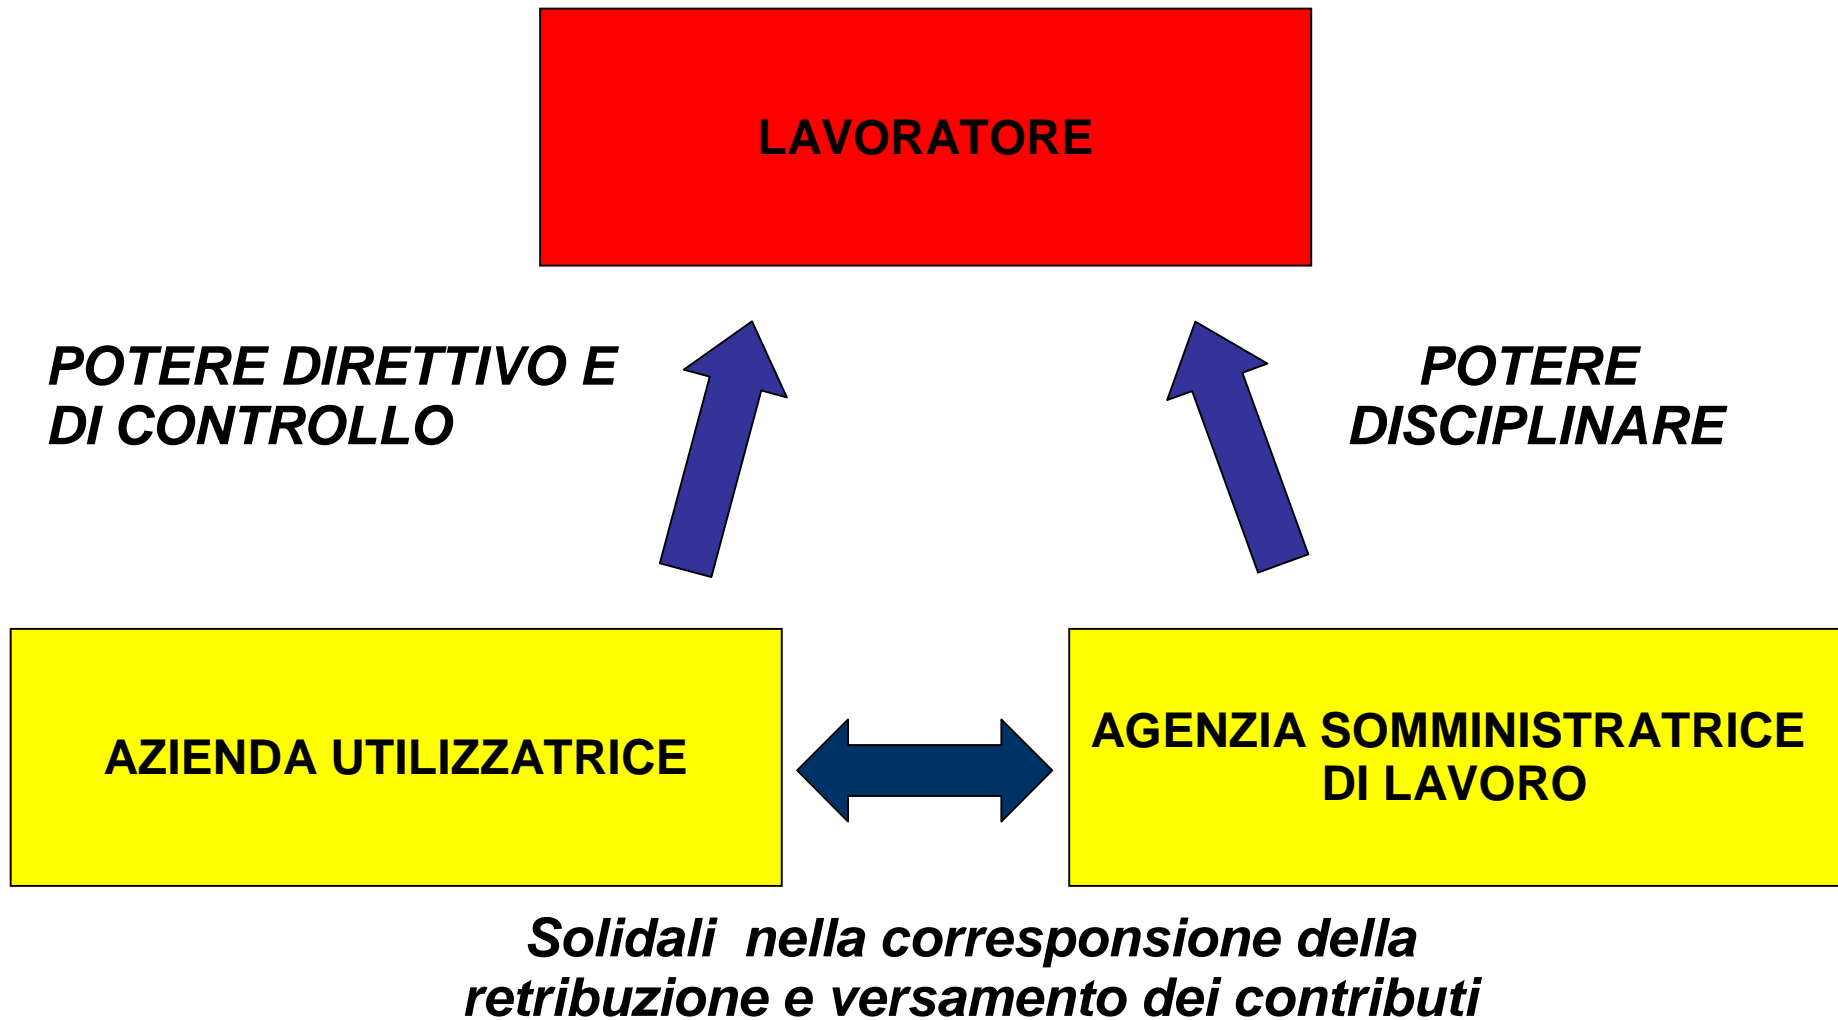 LAVORATORE
POTERE DIRETTIVO E
DI CONTROLLO
POTERE
DISCIPLINARE
AZIENDA UTILIZZATRICE
AGENZIA SOMMINISTRATRICE
DI LAVORO
Solidali nella corresponsione della
retribuzione e versamento dei contributi